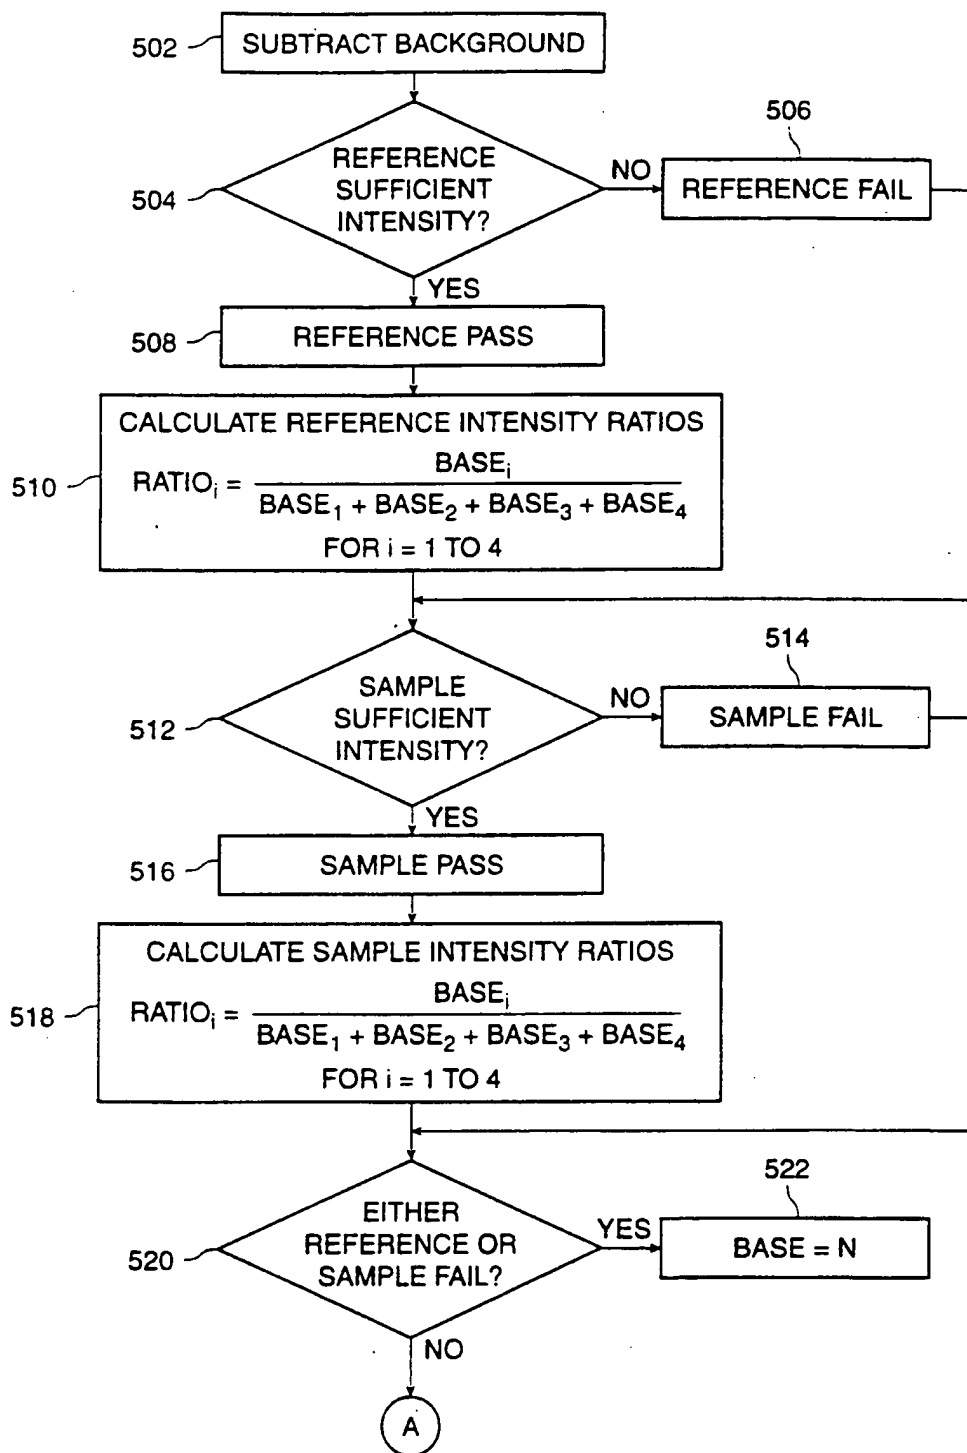 502
SUBTRACT BACKGROUND
506
504
REFERENCE
SUFFICIENT
INTENSITY?
NO
REFERENCE FAIL
YES
508
REFERENCE PASS
CALCULATE REFERENCE INTENSITY RATIOS
510
RATIOi = BASEi
BASE1 + BASE2 + BASE3 + BASE4
FOR i = 1 TO 4
514
512
SAMPLE
SUFFICIENT
INTENSITY?
NO
SAMPLE FAIL
YES
516
SAMPLE PASS
CALCULATE SAMPLE INTENSITY RATIOS
518
RATIOi = BASEi
BASE1 + BASE2 + BASE3 + BASE4
FOR i = 1 TO 4
522
520
EITHER
REFERENCE OR
SAMPLE FAIL?
YES
BASE = N
NO
A